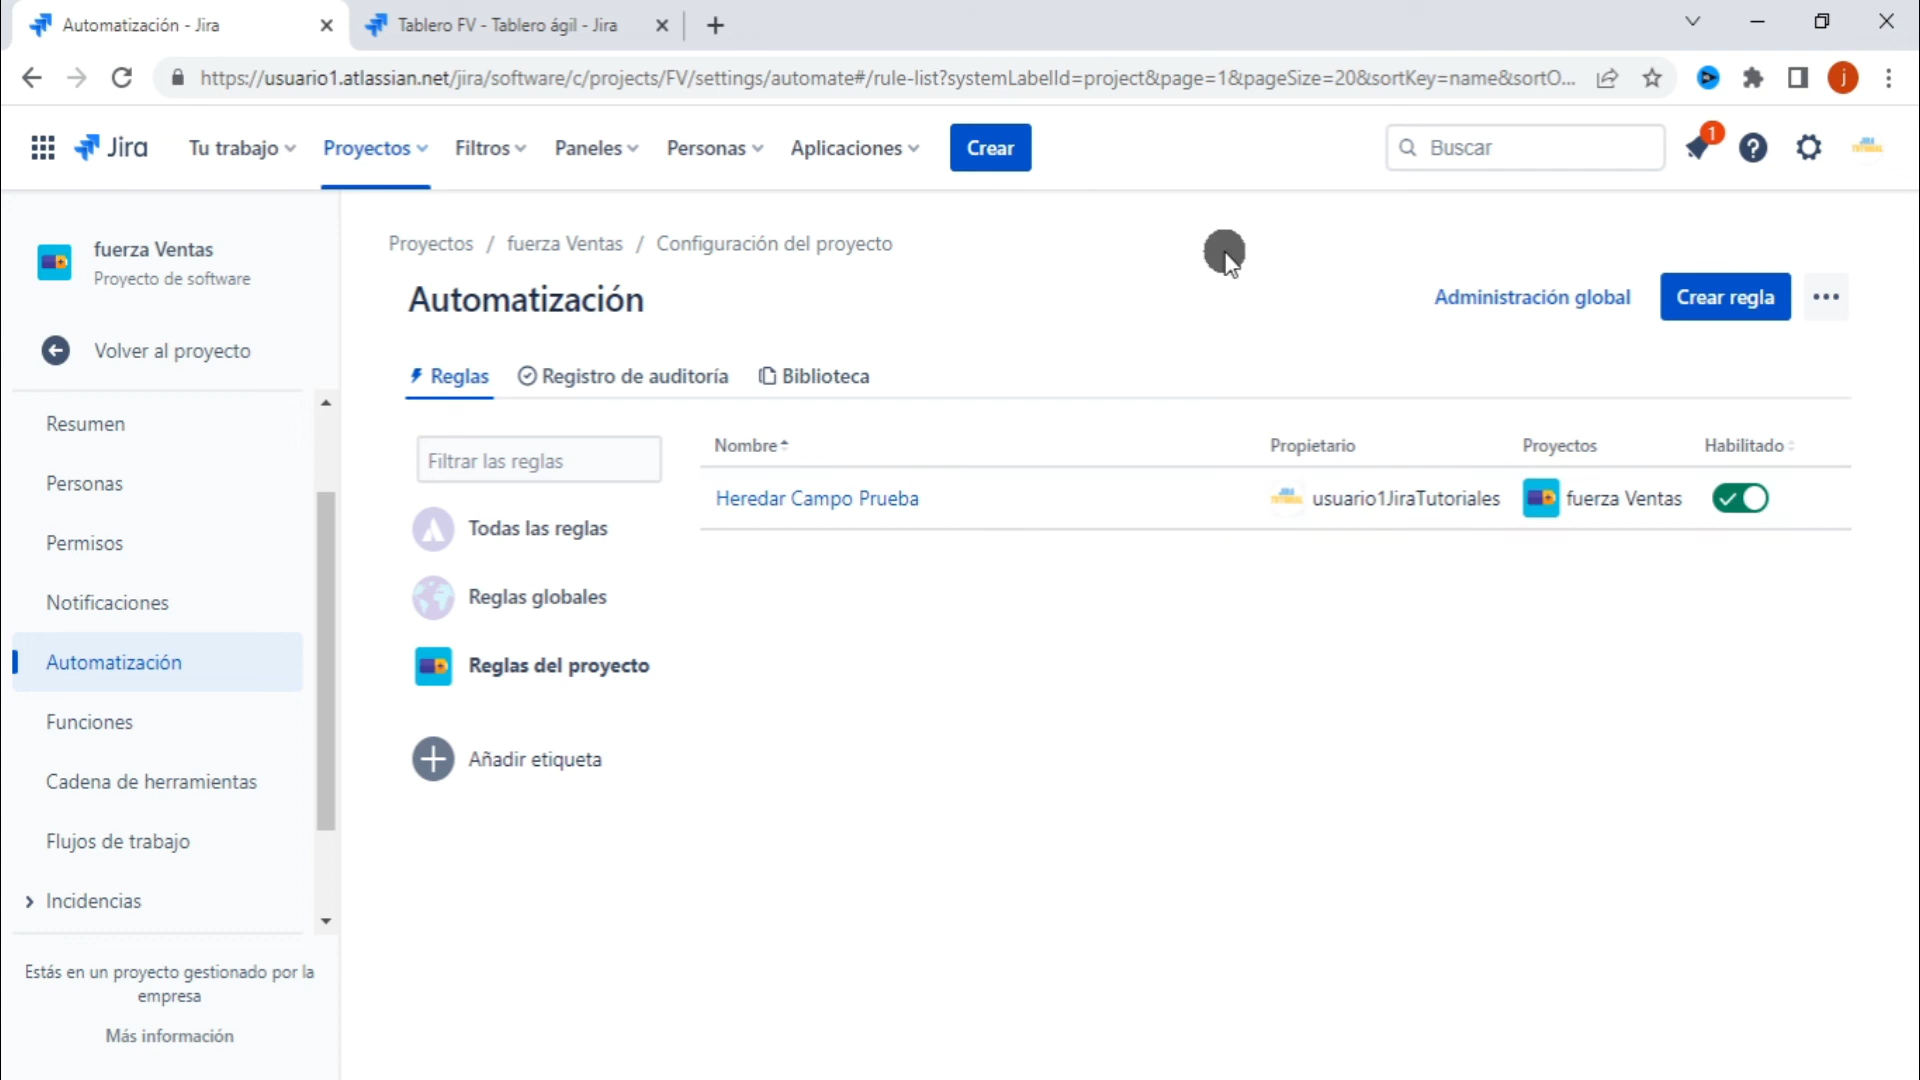 Automatización - Jira
Tablero FV - Tablero ágil - Jira
https://usuario1.atlassian.net/jira/software/c/projects/FV/settings/automate#/rule-list?systemLabelId=project&page=1&pageSize=20&sortKey=name&sortO...
j
Jira
Tu trabajo
Proyectos
Filtros
Paneles
Personas
Aplicaciones
Crear
Buscar
1
fuerza Ventas
Proyecto de software
Volver al proyecto
Resumen
Personas
Permisos
Notificaciones
Automatización
Funciones
Cadena de herramientas
Flujos de trabajo
Incidencias
Estás en un proyecto gestionado por la
empresa
Más información
Proyectos / fuerza Ventas / Configuración del proyecto
Automatización
Administración global
Crear regla
Reglas
Registro de auditoría
Biblioteca
Filtrar las reglas
Todas las reglas
Reglas globales
Reglas del proyecto
Añadir etiqueta
Nombre
Propietario
Proyectos
Habilitado
Heredar Campo Prueba
usuario1JiraTutoriales
fuerza Ventas